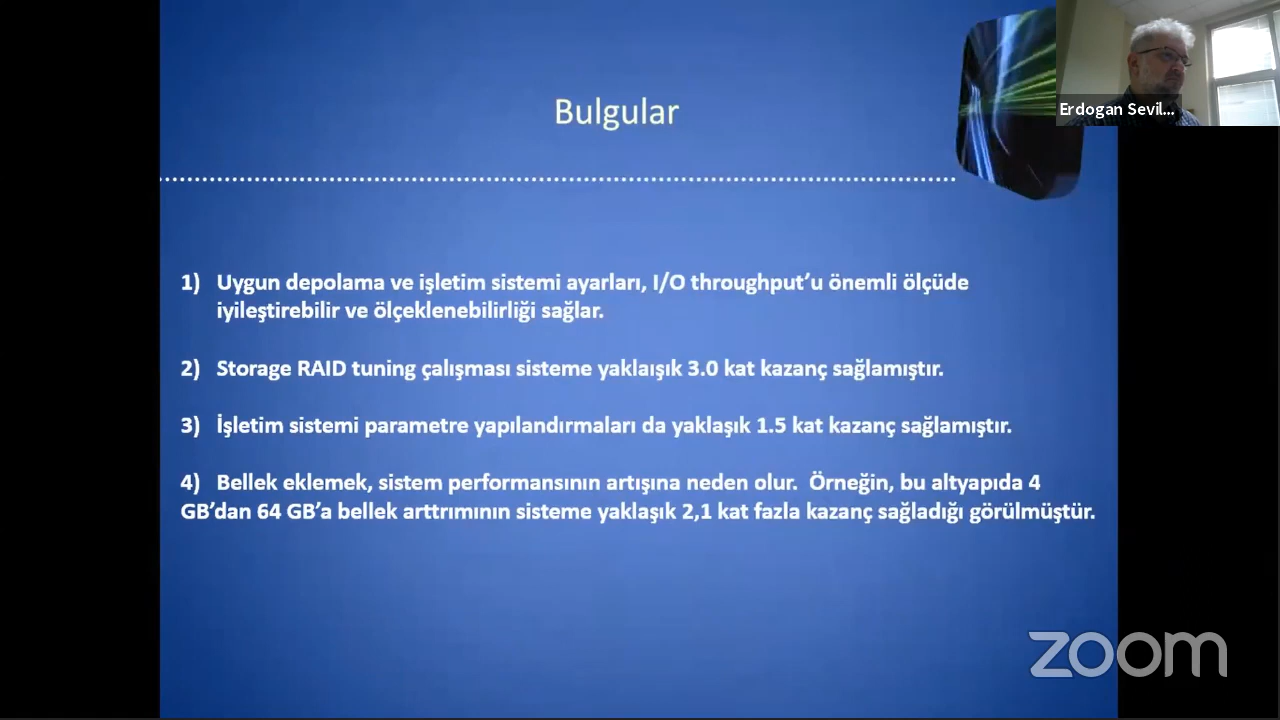 Bulgular
Erdogan Sevil...
1) Uygun depolama ve işletim sistemi ayarları, I/O throughput’u önemli ölçüde
iyileştirebilir ve ölçeklenebilirliği sağlar.
2) Storage RAID tuning çalışması sisteme yaklaışık 3.0 kat kazanç sağlamıştır.
3) İşletim sistemi parametre yapılandırmaları da yaklaşık 1.5 kat kazanç sağlamıştır.
4) Bellek eklemek, sistem performansının artışına neden olur. Örneğin, bu altyapıda 4
GB’dan 64 GB’a bellek arttrımının sisteme yaklaşık 2,1 kat fazla kazanç sağladığı görülmüştür.
zoom